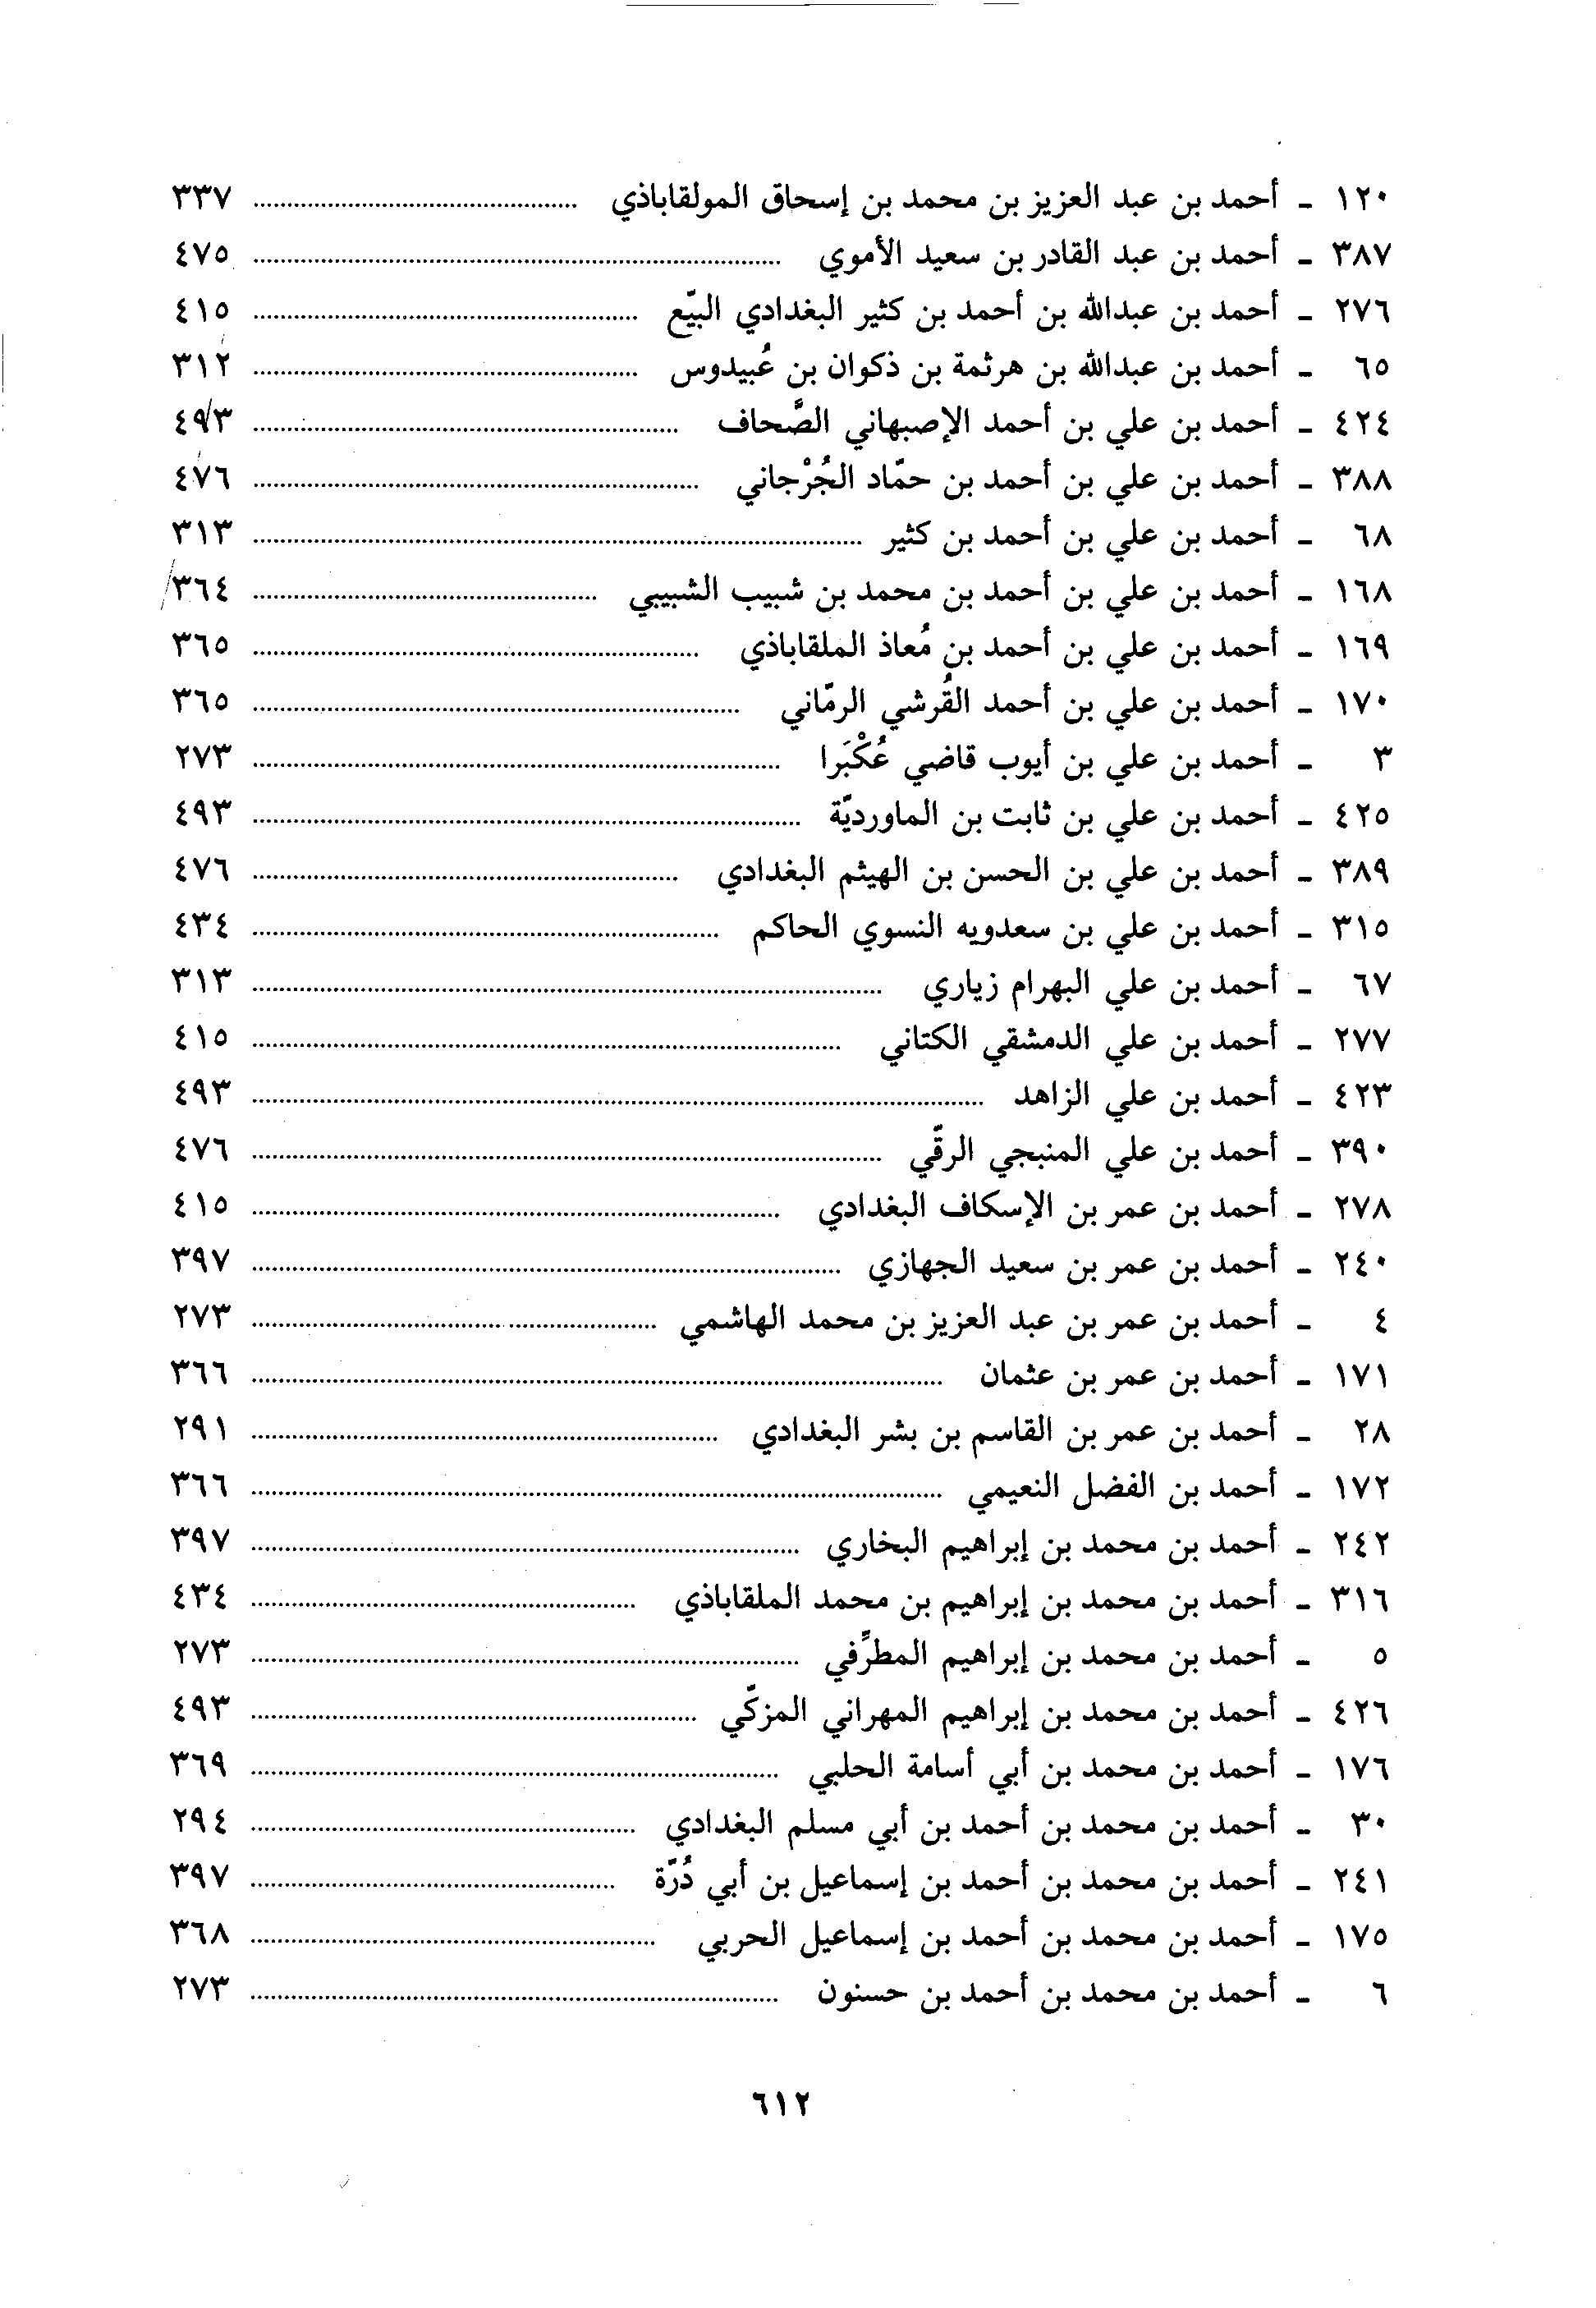 ١٢٠ - أحمد بن عبد العزيز بن محمد بن إسحاق المولقاباذي ........ ٣٣٧
٣٨٧ - أحمد بن عبد القادر بن سعيد الأموي ........ ٤٧٥
٢٧٦ - أحمد بن عبدالله بن أحمد بن كثير البغدادي البيّع ........ ٤١٥
٦٥ - أحمد بن عبدالله بن هرثمة بن ذكوان بن عُبيدوس ........ ٣١٢
٤٢٤ - أحمد بن علي بن أحمد الإصبهاني الصَّحاف ........ ٤٩٣
٣٨٨ - أحمد بن علي بن أحمد بن حمّاد الجُرْجاني ........ ٤٧٦
٦٨ - أحمد بن علي بن أحمد بن كثير ........ ٣١٣
١٦٨ - أحمد بن علي بن أحمد بن محمد بن شبيب الشبيبي ........ ٣٦٤
١٦٩ - أحمد بن علي بن أحمد بن مُعاذ الملقاباذي ........ ٣٦٥
١٧٠ - أحمد بن علي بن أحمد القُرشي الرمّاني ........ ٣٦٥
٣ - أحمد بن علي بن أيوب قاضي عُكْبَرا ........ ٢٧٣
٤٢٥ - أحمد بن علي بن ثابت بن الماورديّة ........ ٤٩٣
٣٨٩ - أحمد بن علي بن الحسن بن الهيثم البغدادي ........ ٤٧٦
٣١٥ - أحمد بن علي بن سعدويه النسوي الحاكم ........ ٤٣٤
٦٧ - أحمد بن علي البهرام زياري ........ ٣١٣
٢٧٧ - أحمد بن علي الدمشقي الكتاني ........ ٤١٥
٤٢٣ - أحمد بن علي الزاهد ........ ٤٩٣
٣٩٠ - أحمد بن علي المنبجي الرقّي ........ ٤٧٦
٢٧٨ - أحمد بن عمر بن الإسكاف البغدادي ........ ٤١٥
٢٤٠ - أحمد بن عمر بن سعيد الجهازي ........ ٣٩٧
٤ - أحمد بن عمر بن عبد العزيز بن محمد الهاشمي ........ ٢٧٣
١٧١ - أحمد بن عمر بن عثمان ........ ٣٦٦
٢٨ - أحمد بن عمر بن القاسم بن بشر البغدادي ........ ٢٩١
١٧٢ - أحمد بن الفضل النعيمي ........ ٣٦٦
٢٤٢ - أحمد بن محمد بن إبراهيم البخاري ........ ٣٩٧
٣١٦ - أحمد بن محمد بن إبراهيم بن محمد الملقاباذي ........ ٤٣٤
٥ - أحمد بن محمد بن إبراهيم المطرِّفي ........ ٢٧٣
٤٢٦ - أحمد بن محمد بن إبراهيم المهراني المزكّي ........ ٤٩٣
١٧٦ - أحمد بن محمد بن أبي أسامة الحلبي ........ ٣٦٩
٣٠ - أحمد بن محمد بن أحمد بن أبي مسلم البغدادي ........ ٢٩٤
٢٤١ - أحمد بن محمد بن أحمد بن إسماعيل بن أبي دُرّة ........ ٣٩٧
١٧٥ - أحمد بن محمد بن أحمد بن إسماعيل الحربي ........ ٣٦٨
٦ - أحمد بن محمد بن أحمد بن حسنون ........ ٢٧٣
٦١٢